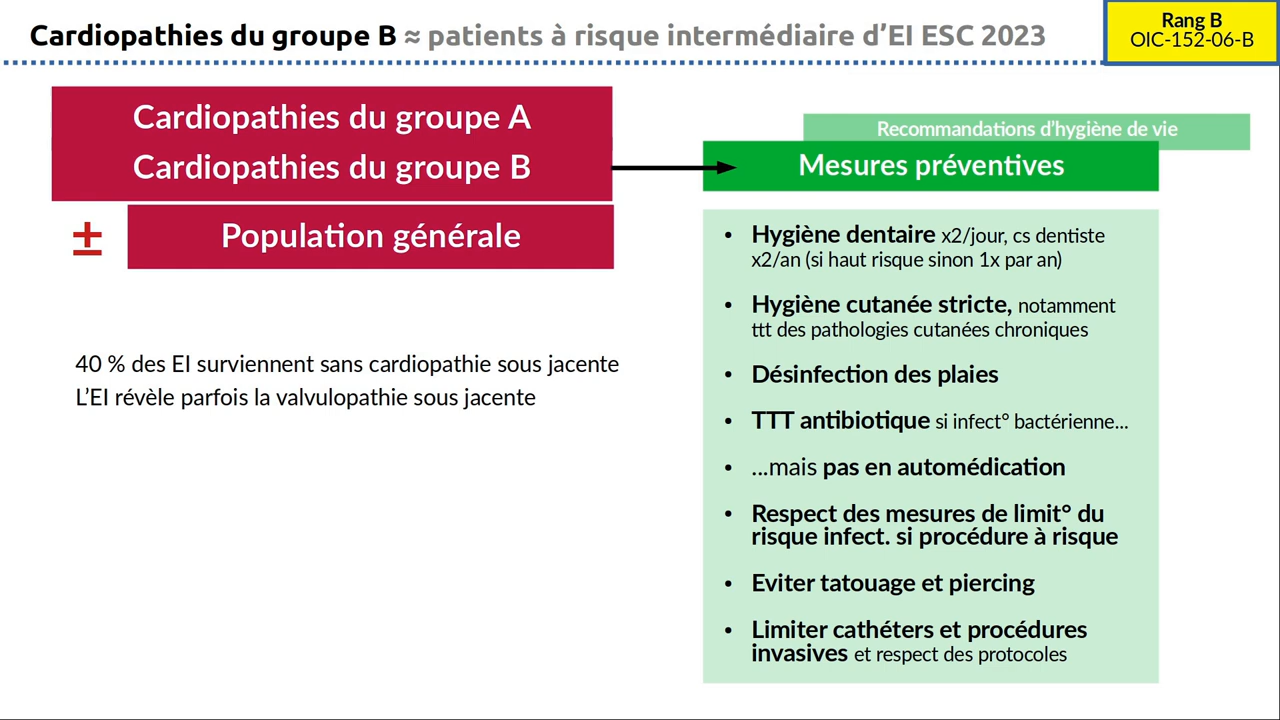 Cardiopathies du groupe B ≈ patients à risque intermédiaire d’EI ESC 2023
Rang B
OIC-152-06-B
Cardiopathies du groupe A
Cardiopathies du groupe B
± Population générale
40 % des EI surviennent sans cardiopathie sous jacente
L’EI révèle parfois la valvulopathie sous jacente
Recommandations d’hygiène de vie
Mesures préventives
• Hygiène dentaire x2/jour, cs dentiste
x2/an (si haut risque sinon 1x par an)
• Hygiène cutanée stricte, notamment
ttt des pathologies cutanées chroniques
• Désinfection des plaies
• TTT antibiotique si infect° bactérienne...
• ...mais pas en automédication
• Respect des mesures de limit° du
risque infect. si procédure à risque
• Eviter tatouage et piercing
• Limiter cathéters et procédures
invasives et respect des protocoles